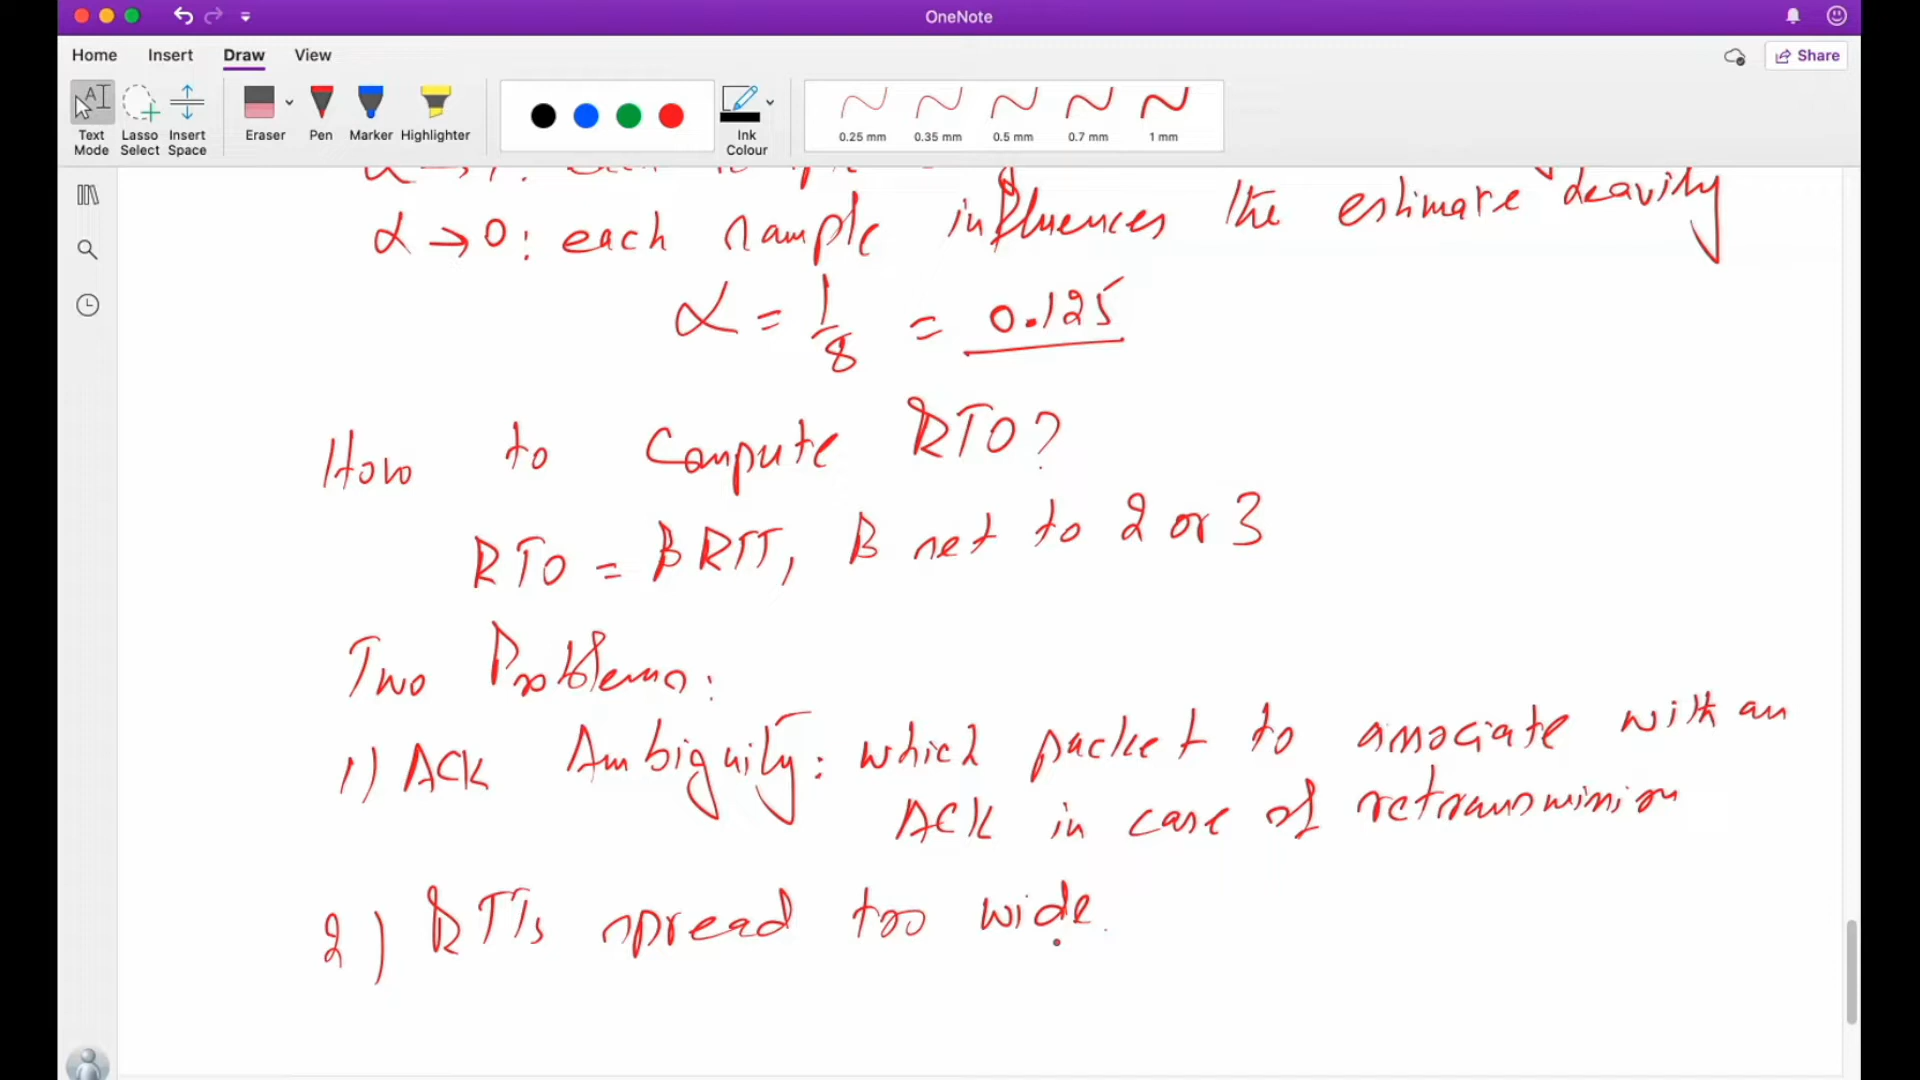 OneNote
Home Insert Draw View Share
Text Mode Lasso Select Insert Space Eraser Pen Marker Highlighter Ink Colour 0.25 mm 0.35 mm 0.5 mm 0.7 mm 1 mm
α → 0 : each sample influences the estimate heavily
α = 1/8 = 0.125
How to Compute RTO?
RTO = β RTT, β set to 2 or 3
Two Problems:
1) ACK Ambiguity: which packet to associate with an
ACK in case of retransmission
2) RTTs spread too wide.